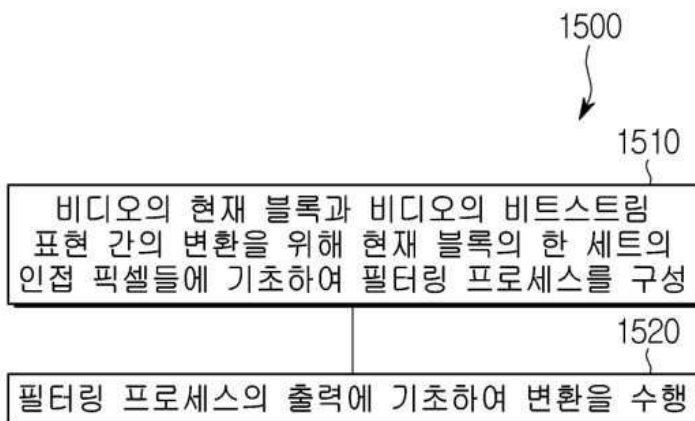 1500
1510
비디오의 현재 블록과 비디오의 비트스트림
표현 간의 변환을 위해 현재 블록의 한 세트의
인접 픽셀들에 기초하여 필터링 프로세스를 구성
1520
필터링 프로세스의 출력에 기초하여 변환을 수행